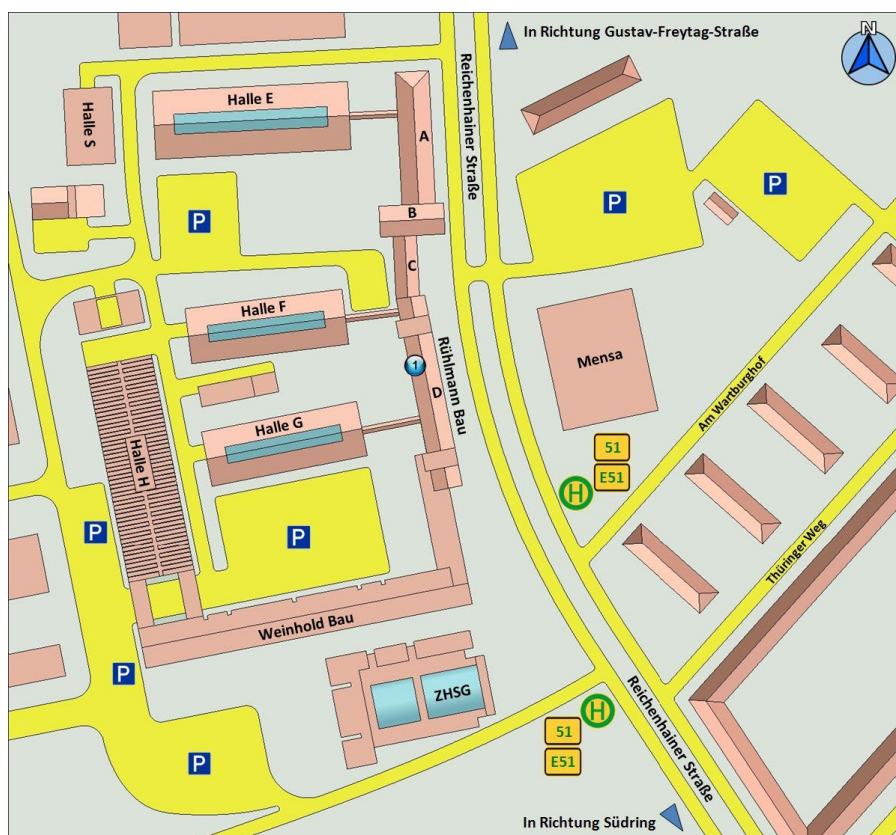 In Richtung Gustav-Freytag-Straße
N
Reichenhainer Straße
Halle E
Halle S
A
P
P
P
B
C
Halle F
Rühlmann Bau
1
Mensa
D
Am Wartburghof
Halle G
Halle H
51
E51
H
P
P
Thüringer Weg
Weinhold Bau
P
ZHSG
Reichenhainer Straße
H
51
E51
P
In Richtung Südring